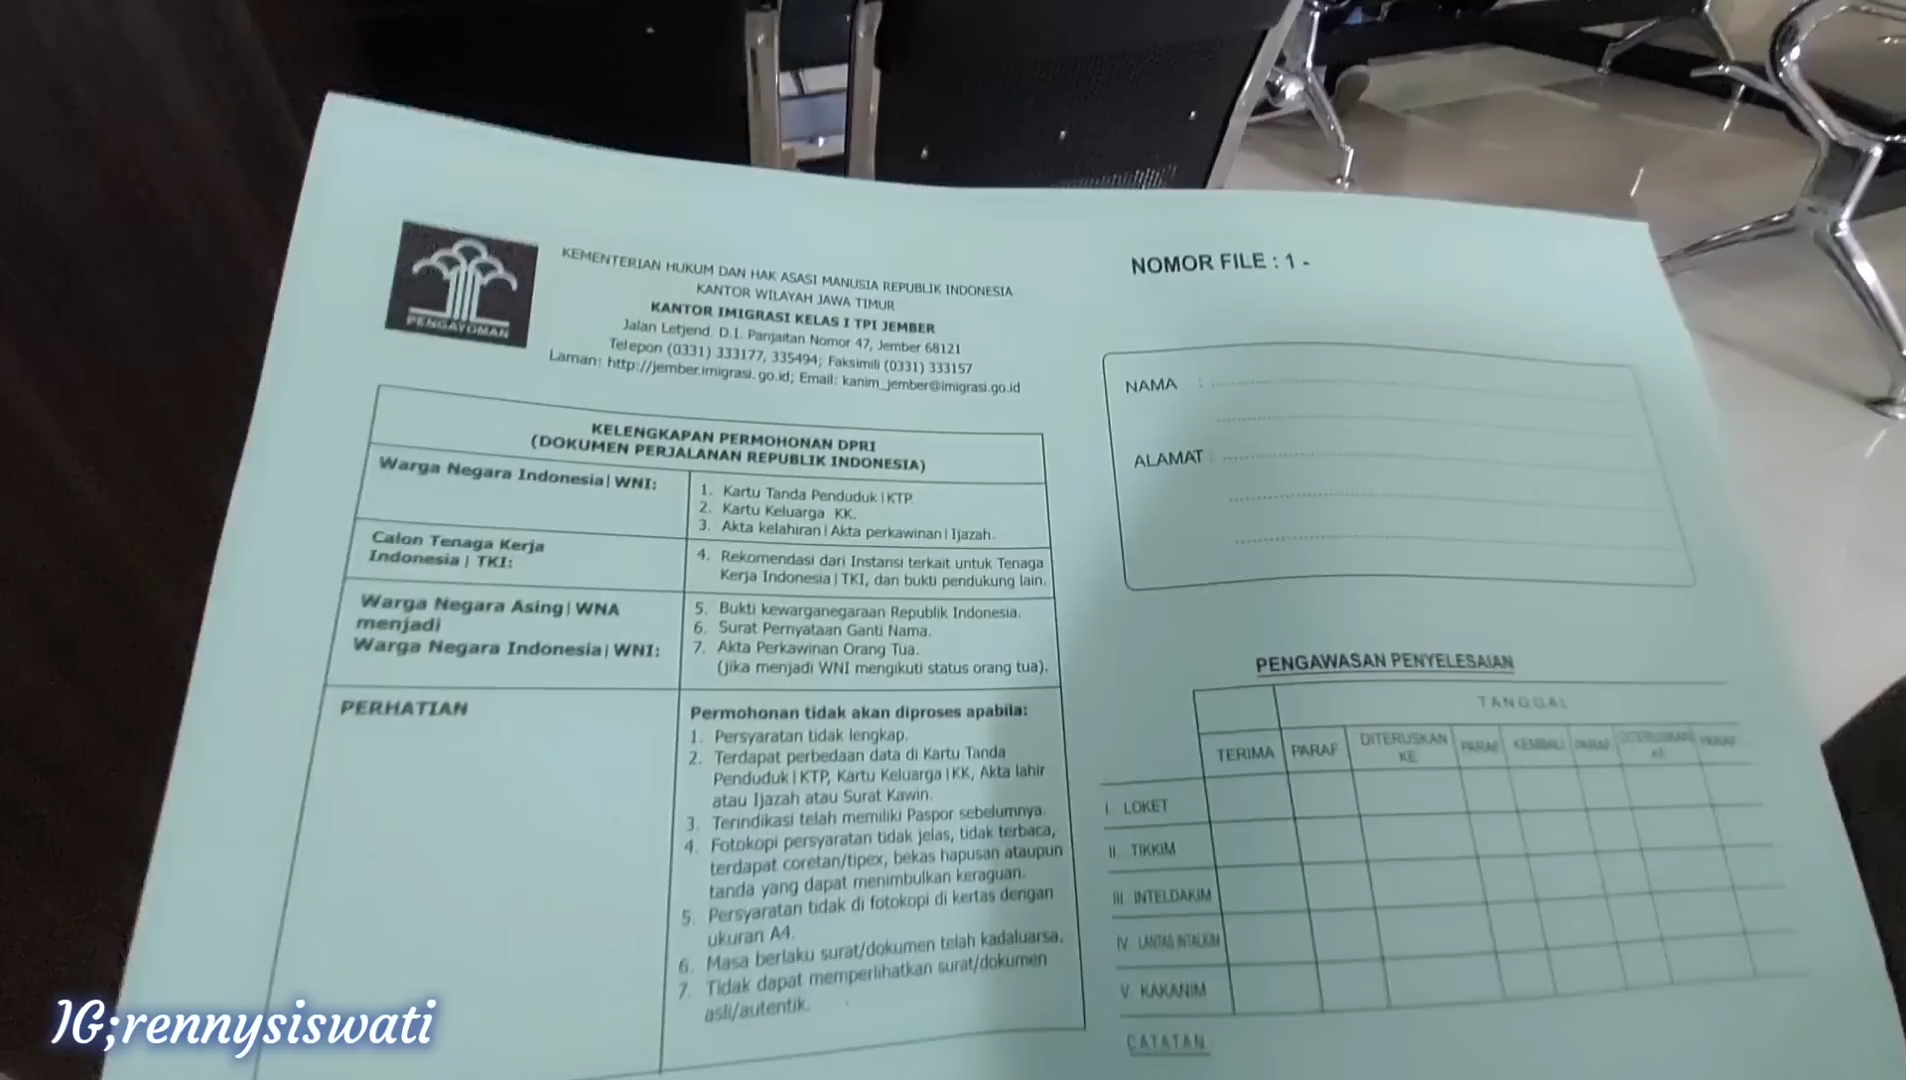 PENGAYOMAN
KEMENTERIAN HUKUM DAN HAK ASASI MANUSIA REPUBLIK INDONESIA
KANTOR WILAYAH JAWA TIMUR
KANTOR IMIGRASI KELAS I TPI JEMBER
Jalan Letjend. D.I. Panjaitan Nomor 47, Jember 68121
Telepon (0331) 333177, 335494; Faksimili (0331) 333157
Laman: http://jember.imigrasi.go.id; Email: kanim_jember@imigrasi.go.id
KELENGKAPAN PERMOHONAN DPRI
(DOKUMEN PERJALANAN REPUBLIK INDONESIA)
Warga Negara Indonesia|WNI:
1. Kartu Tanda Penduduk|KTP.
2. Kartu Keluarga KK.
3. Akta kelahiran|Akta perkawinan|Ijazah.
Calon Tenaga Kerja
Indonesia|TKI:
4. Rekomendasi dari Instansi terkait untuk Tenaga
Kerja Indonesia|TKI, dan bukti pendukung lain.
Warga Negara Asing|WNA
menjadi
Warga Negara Indonesia|WNI:
5. Bukti kewarganegaraan Republik Indonesia.
6. Surat Pernyataan Ganti Nama.
7. Akta Perkawinan Orang Tua.
(jika menjadi WNI mengikuti status orang tua).
PERHATIAN
Permohonan tidak akan diproses apabila:
1. Persyaratan tidak lengkap.
2. Terdapat perbedaan data di Kartu Tanda
Penduduk|KTP, Kartu Keluarga|KK, Akta lahir
atau Ijazah atau Surat Kawin.
3. Terindikasi telah memiliki Paspor sebelumnya.
4. Fotokopi persyaratan tidak jelas, tidak terbaca,
terdapat coretan/tipex, bekas hapusan ataupun
tanda yang dapat menimbulkan keraguan.
5. Persyaratan tidak di fotokopi di kertas dengan
ukuran A4.
6. Masa berlaku surat/dokumen telah kadaluarsa.
7. Tidak dapat memperlihatkan surat/dokumen
asli/autentik.
NOMOR FILE : 1 -
NAMA :
ALAMAT :
PENGAWASAN PENYELESAIAN
TANGGAL
TERIMA PARAF DITERUSKAN KE PARAF KEMBALI PARAF DITERUSKAN KE PARAF
I. LOKET
II. TIKKIM
III. INTELDAKIM
IV. LANTAS INTALKIM
V. KAKANIM
CATATAN
IG;rennysiswati